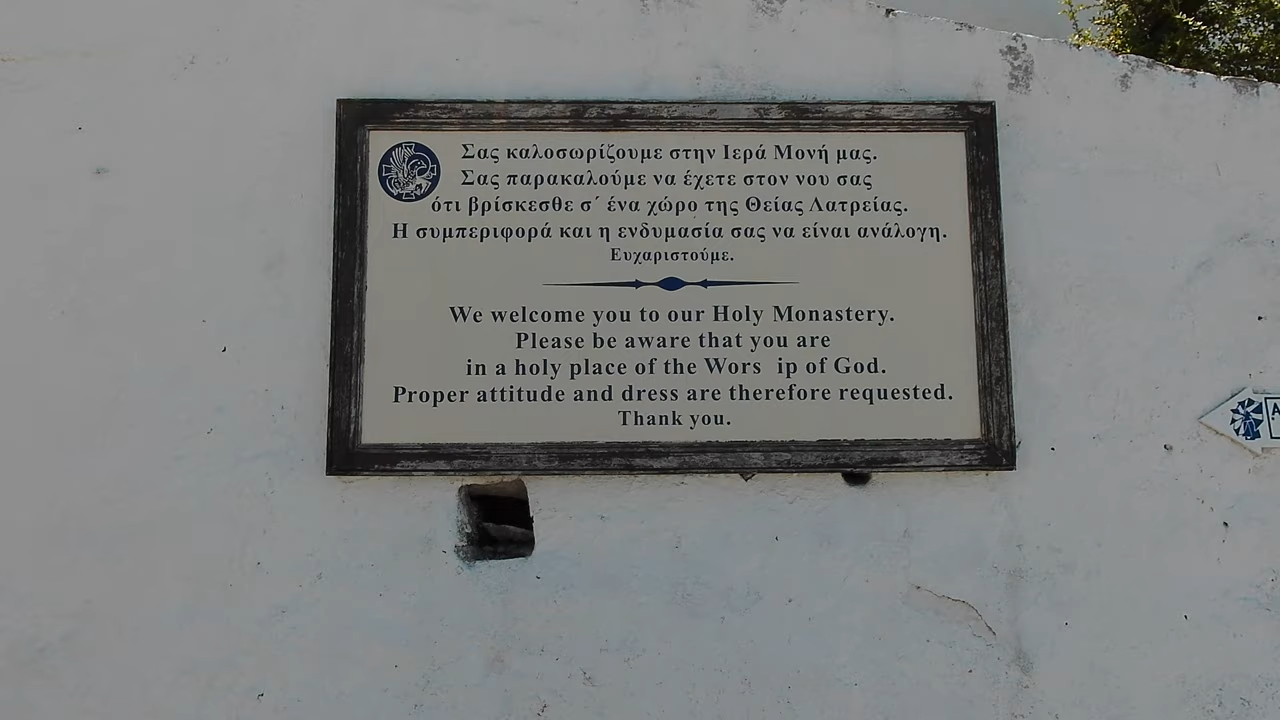 Σας καλοσωρίζουμε στην Ιερά Μονή μας.
Σας παρακαλούμε να έχετε στον νου σας
ότι βρίσκεσθε σ΄ ένα χώρο της Θείας Λατρείας.
Η συμπεριφορά και η ενδυμασία σας να είναι ανάλογη.
Ευχαριστούμε.
We welcome you to our Holy Monastery.
Please be aware that you are
in a holy place of the Wors ip of God.
Proper attitude and dress are therefore requested.
Thank you.